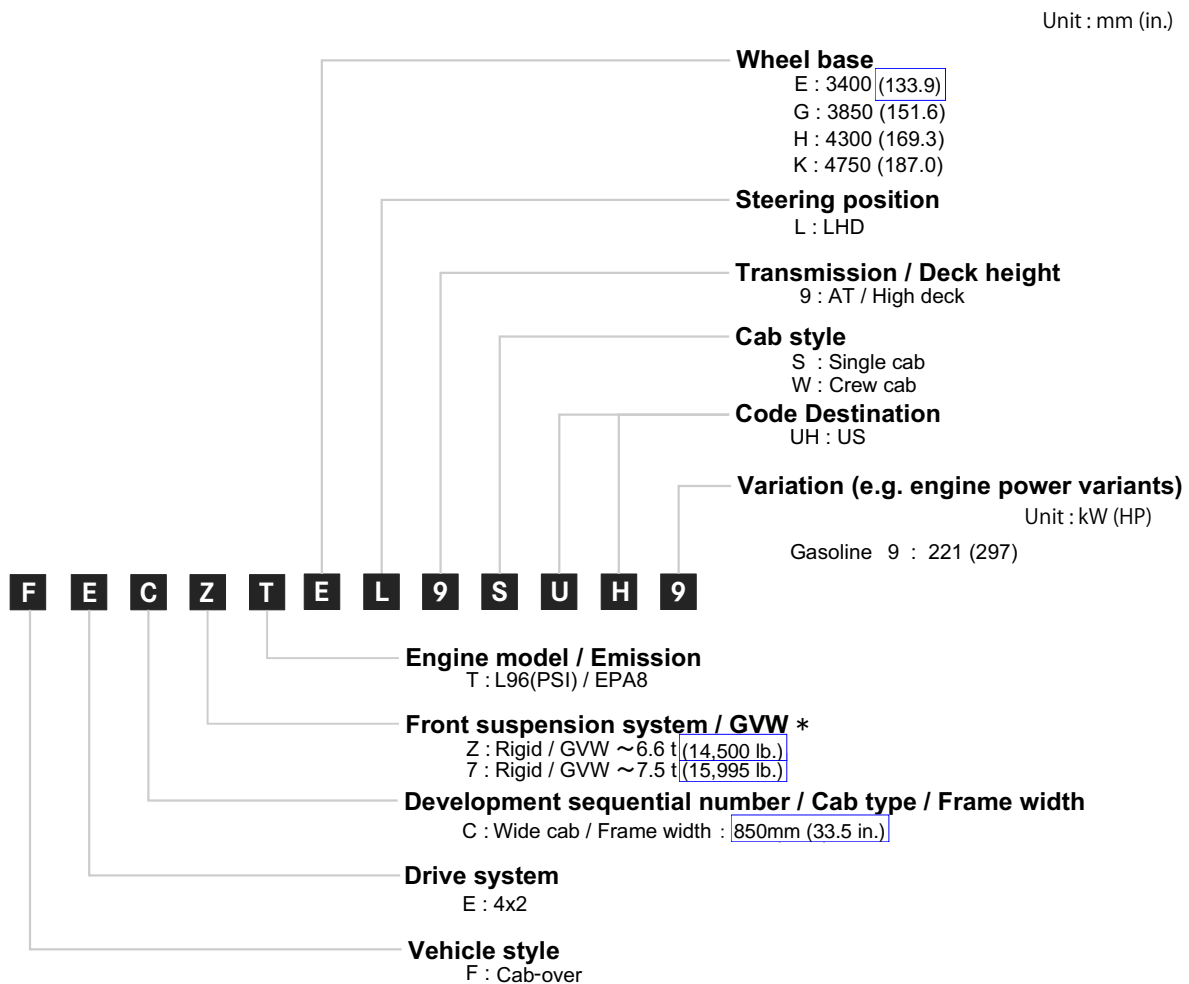 Unit : mm (in.)
Wheel base
E : 3400 (133.9)
G : 3850 (151.6)
H : 4300 (169.3)
K : 4750 (187.0)
Steering position
L : LHD
Transmission / Deck height
9 : AT / High deck
Cab style
S : Single cab
W : Crew cab
Code Destination
UH : US
Variation (e.g. engine power variants)
Unit : kW (HP)
Gasoline 9 : 221 (297)
F E C Z T E L 9 S U H 9
Engine model / Emission
T : L96(PSI) / EPA8
Front suspension system / GVW *
Z : Rigid / GVW ～6.6 t (14,500 lb.)
7 : Rigid / GVW ～7.5 t (15,995 lb.)
Development sequential number / Cab type / Frame width
C : Wide cab / Frame width : 850mm (33.5 in.)
Drive system
E : 4x2
Vehicle style
F : Cab-over